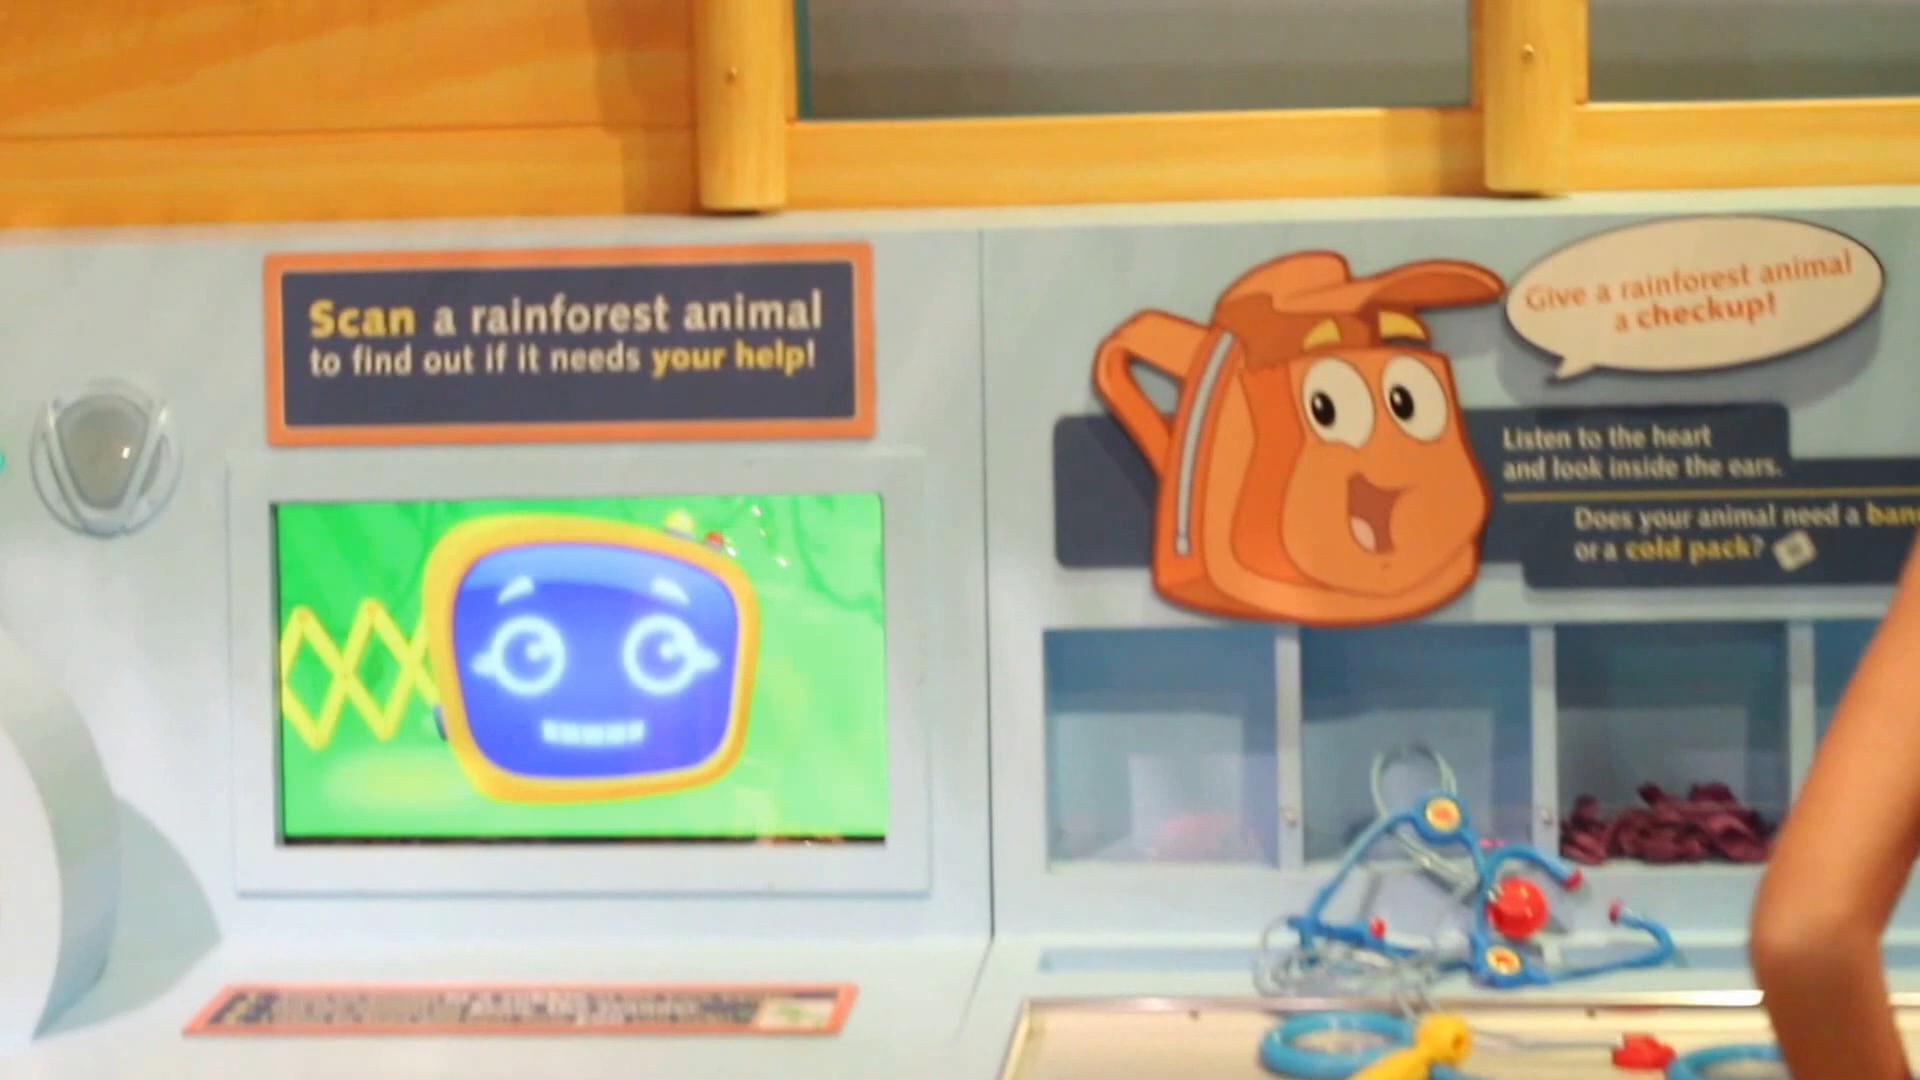 Scan a rainforest animal
to find out if it needs your help!
Give a rainforest animal
a checkup!
Listen to the heart
and look inside the ears.
Does your animal need a
or a cold pack?